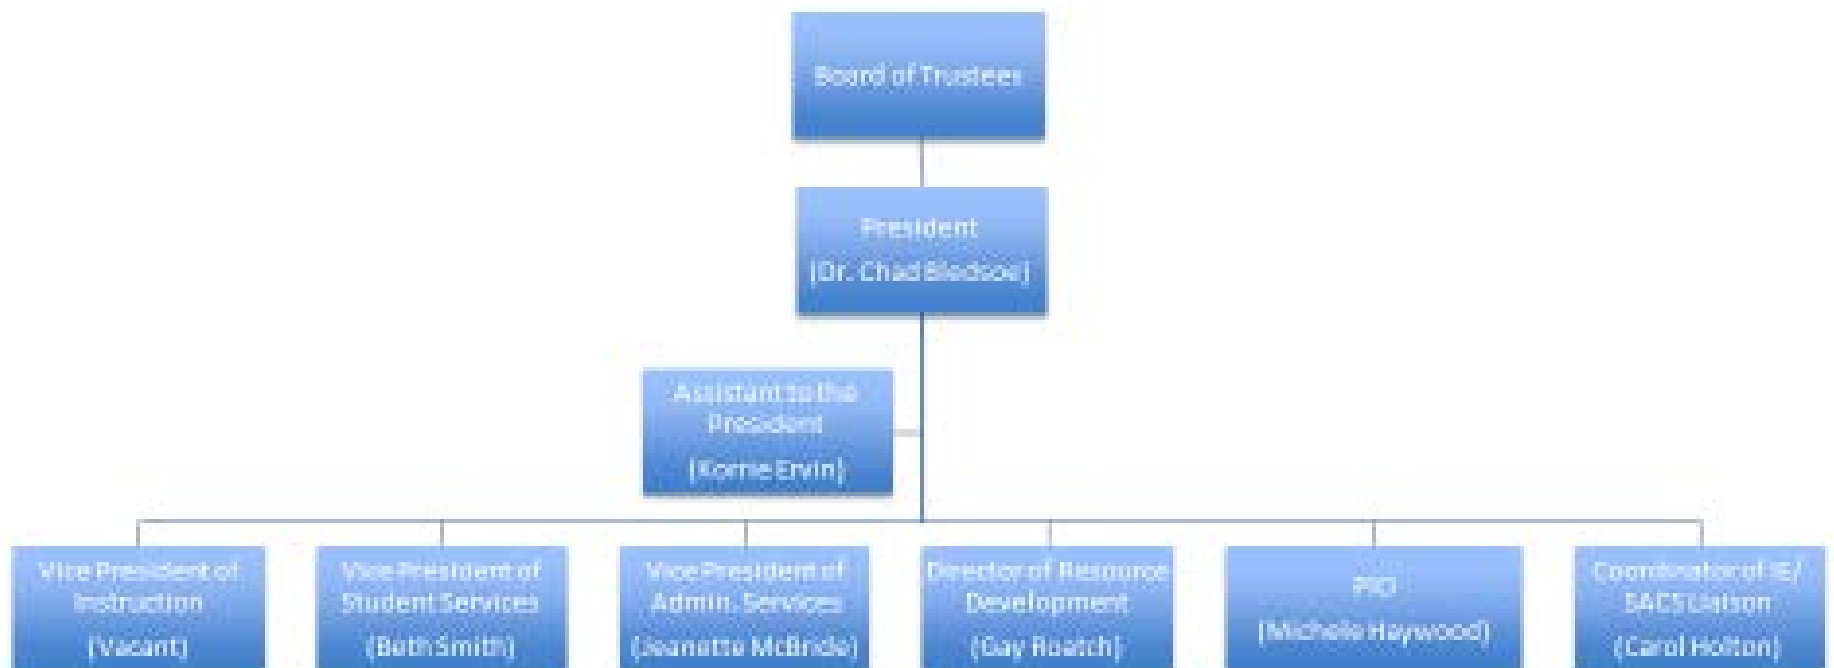 Board of Trustees
President
(Dr. Chad Bledsoe)
Assistant to the
President
(Korrie Ervin)
Vice President of
Instruction
(Vacant)
Vice President of
Student Services
(Beth Smith)
Vice President of
Admin. Services
(Jeanette McBride)
Director of Resource
Development
(Gay Roatch)
PIO
(Michele Haywood)
Coordinator of IE/
SACS Liaison
(Carol Holton)